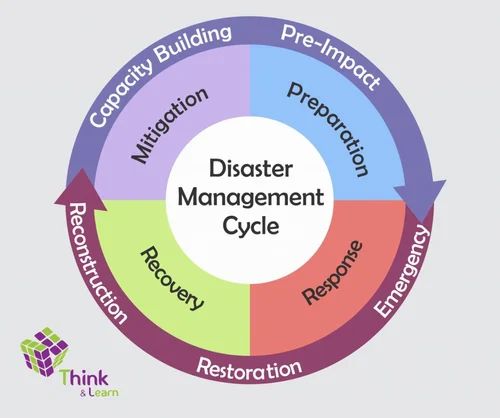 Capacity Building
Pre-Impact
Mitigation
Preparation
Disaster
Management
Cycle
Reconstruction
Recovery
Response
Emergency
Restoration
Think
& Learn